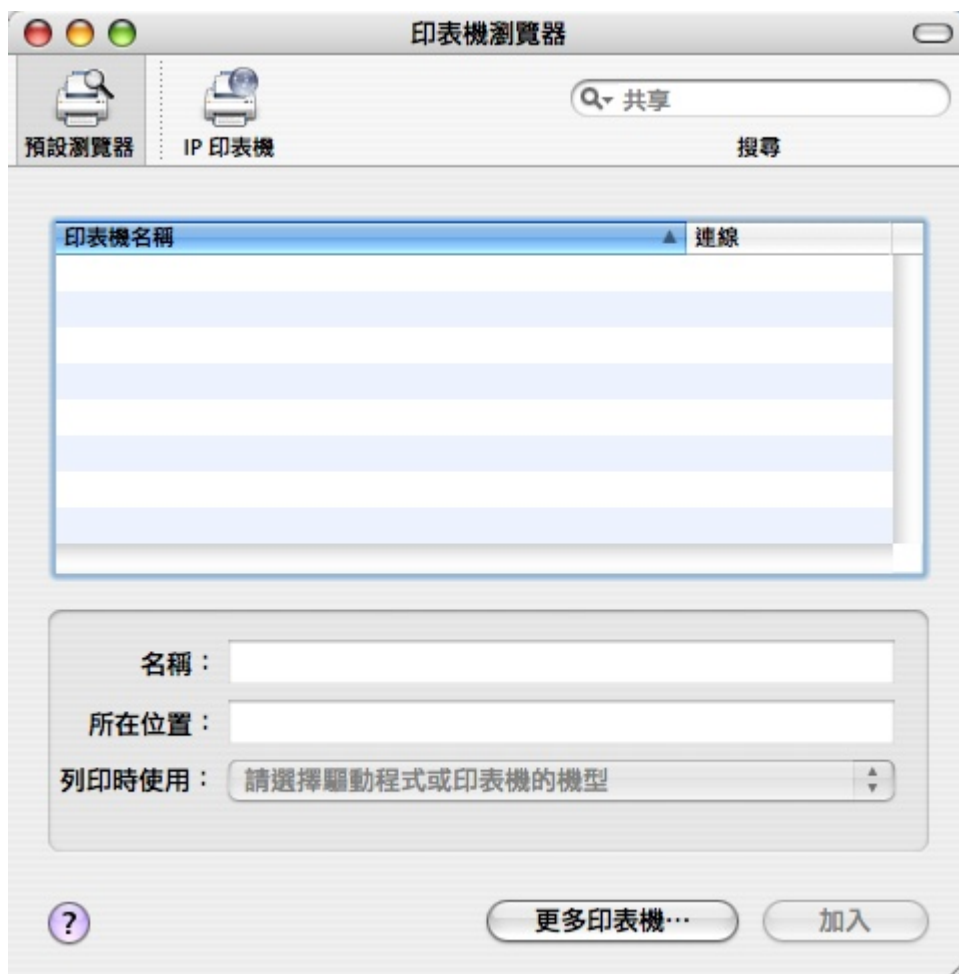 印表機瀏覽器
預設瀏覽器
IP 印表機
共享
搜尋
印表機名稱
連線
名稱：
所在位置：
列印時使用：
請選擇驅動程式或印表機的機型
?
更多印表機…
加入